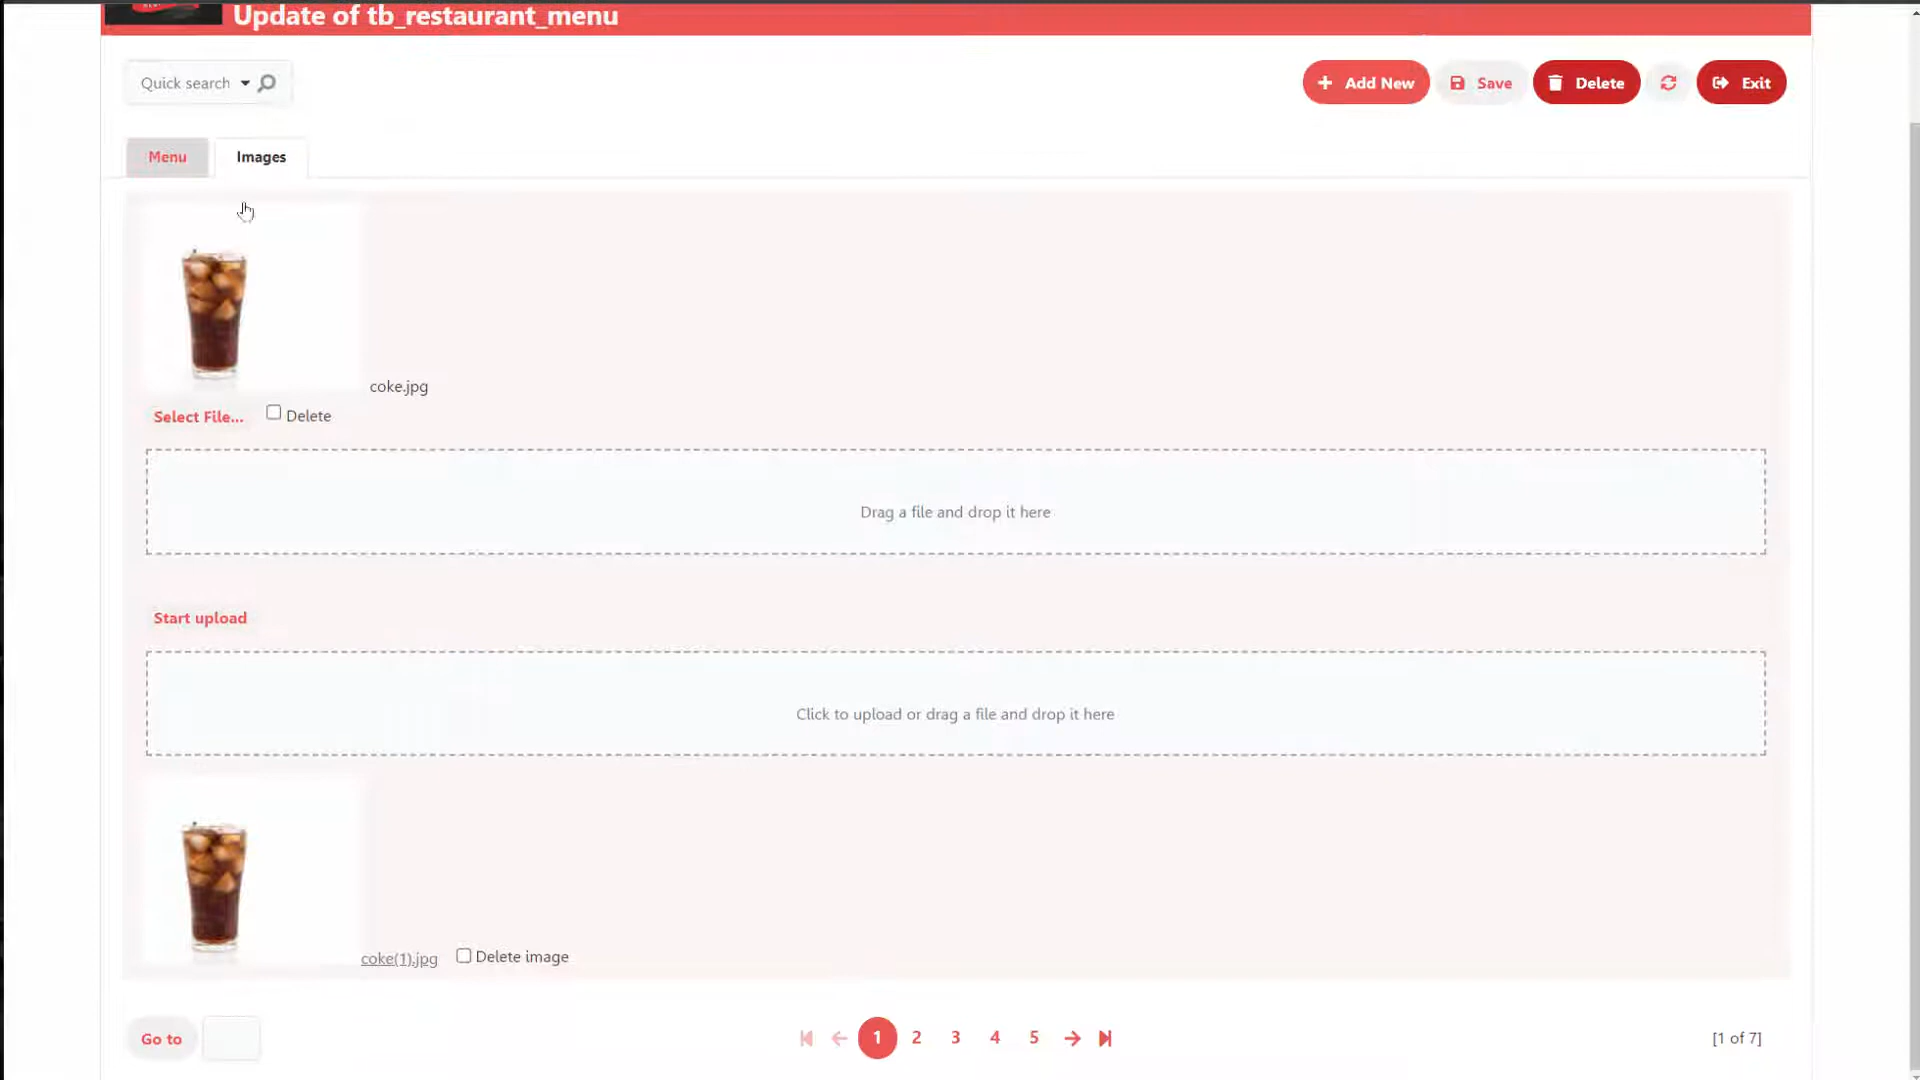 Update of tb_restaurant_menu
Quick search
Add New
Save
Delete
Exit
Menu
Images
coke.jpg
Select File...
Delete
Drag a file and drop it here
Start upload
Click to upload or drag a file and drop it here
coke(1).jpg
Delete image
Go to
1 2 3 4 5
[1 of 7]